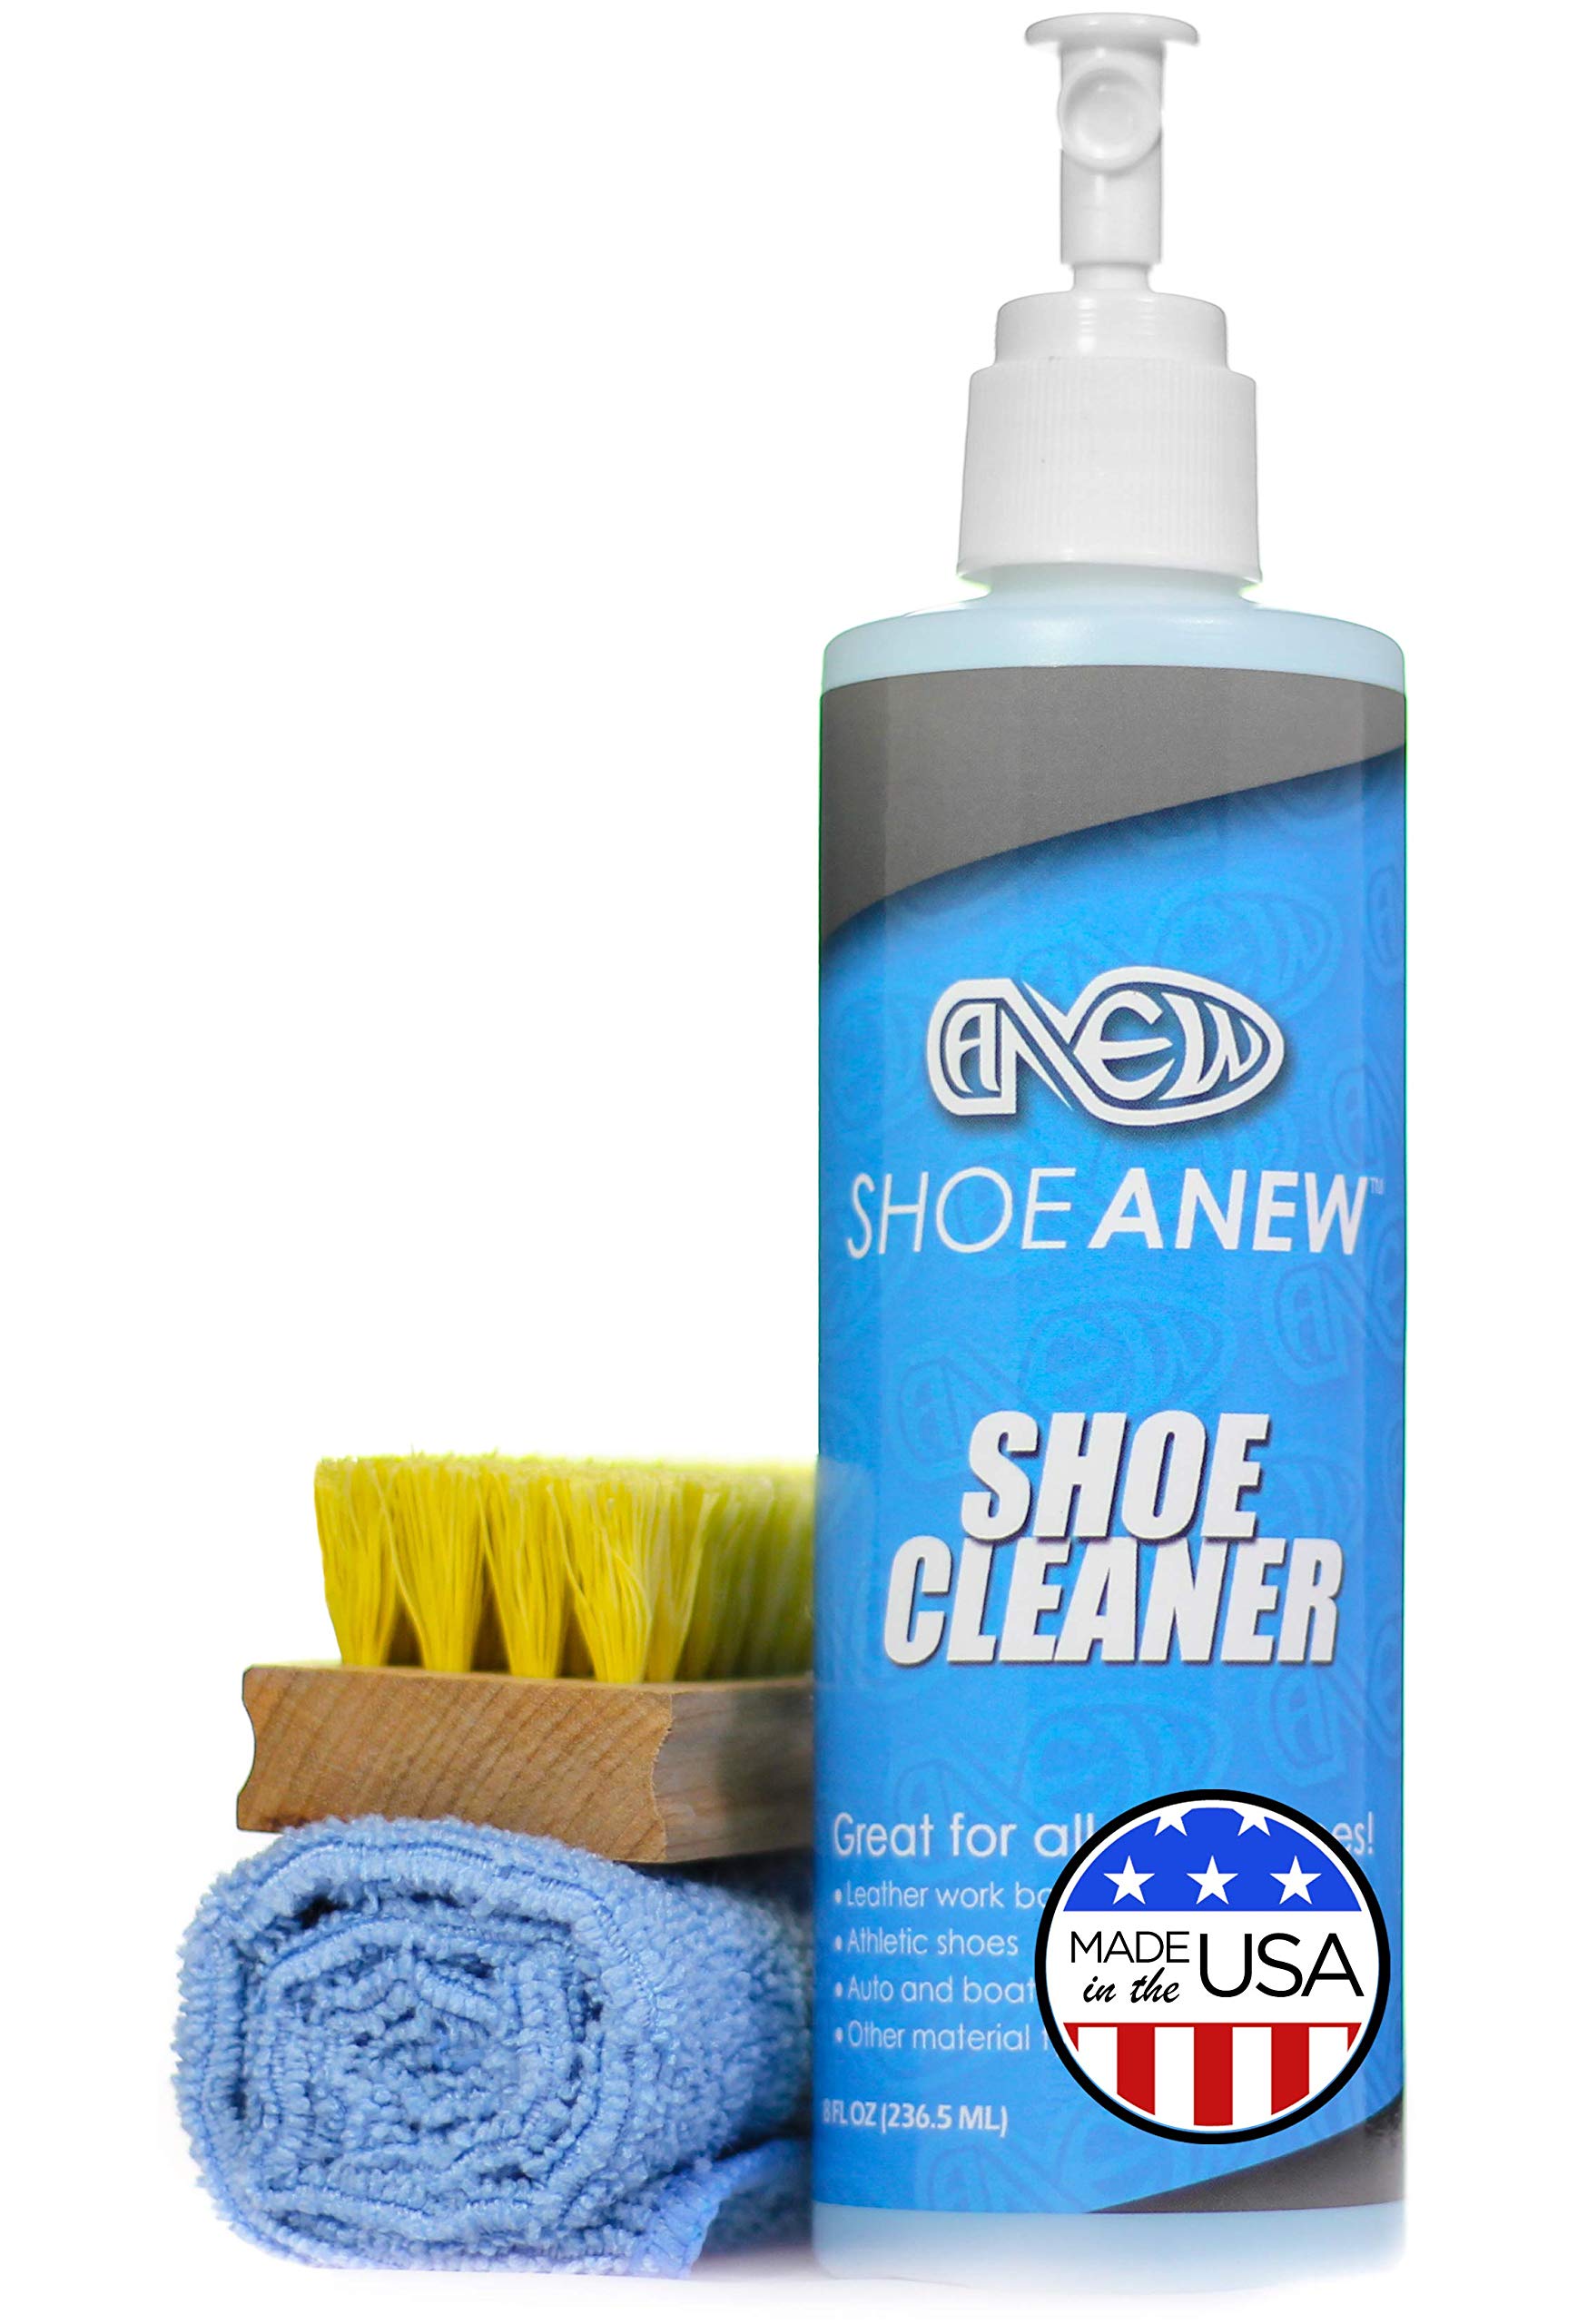 ANEW
SHOE ANEW™
SHOE
CLEANER
Great for all
•Leather work
•Athletic shoes
•Auto and boat
•Other material
8 FL OZ (236.5 ML)
MADE
in the
USA